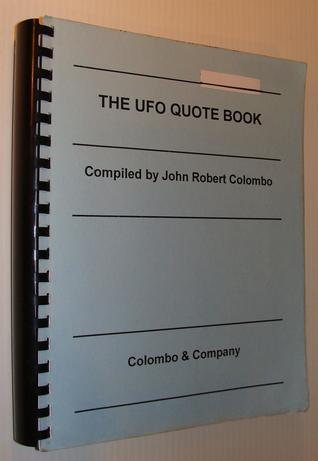 THE UFO QUOTE BOOK
Compiled by John Robert Colombo
Colombo & Company